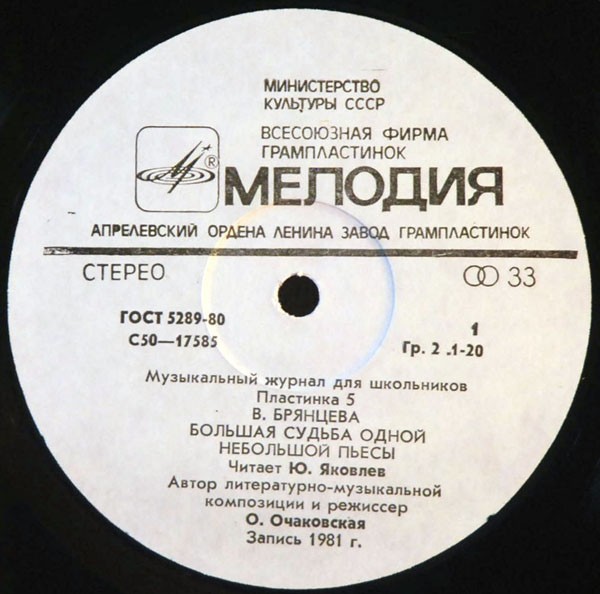 МИНИСТЕРСТВО
КУЛЬТУРЫ СССР
ВСЕСОЮЗНАЯ ФИРМА
ГРАМПЛАСТИНОК
®
МЕЛОДИЯ
АПРЕЛЕВСКИЙ ОРДЕНА ЛЕНИНА ЗАВОД ГРАМПЛАСТИНОК
СТЕРЕО
33
ГОСТ 5289-80
С50—17585
1
Гр. 2 .1-20
Музыкальный журнал для школьников
Пластинка 5
В. БРЯНЦЕВА
БОЛЬШАЯ СУДЬБА ОДНОЙ
НЕБОЛЬШОЙ ПЬЕСЫ
Читает Ю. Яковлев
Автор литературно-музыкальной
композиции и режиссер
О. Очаковская
Запись 1981 г.